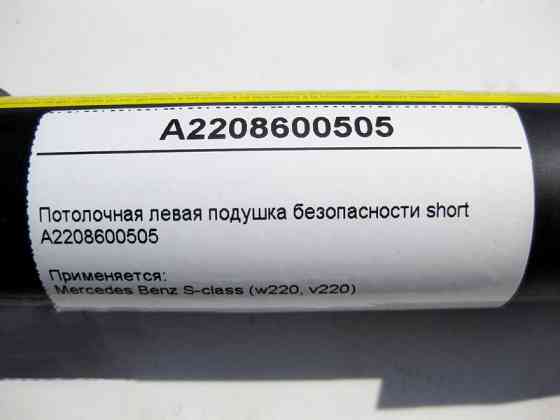 A2208600505
Потолочная левая подушка безопасности short
A2208600505
Применяется:
Mercedes Benz S-class (w220, v220)